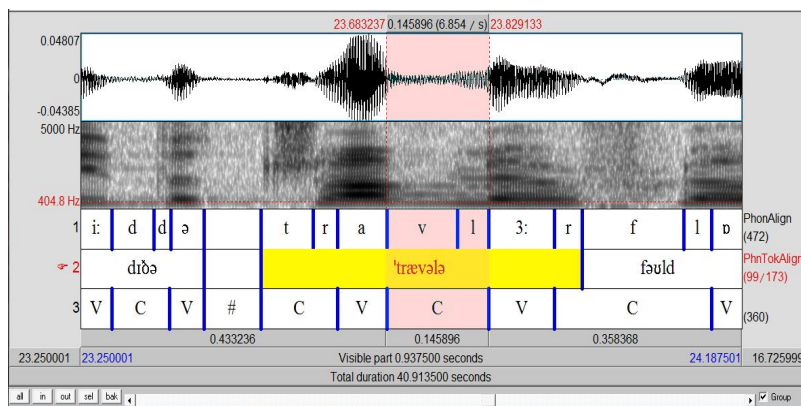 23.683237 0.145896 (6.854 / s) 23.829133
0.04807
0
-0.04385
5000 Hz
404.8 Hz
1 i: d d ə t r a v l ɜ: r f l ɒ PhonAlign (472)
2 dɪðə 'trævələ fəʊld PhnTokAlign (99/173)
3 V C V # C V C V C V (360)
0.433236 0.145896 0.358368
23.250001 23.250001 Visible part 0.937500 seconds 24.187501 16.725999
Total duration 40.913500 seconds
all in out sel bak Group